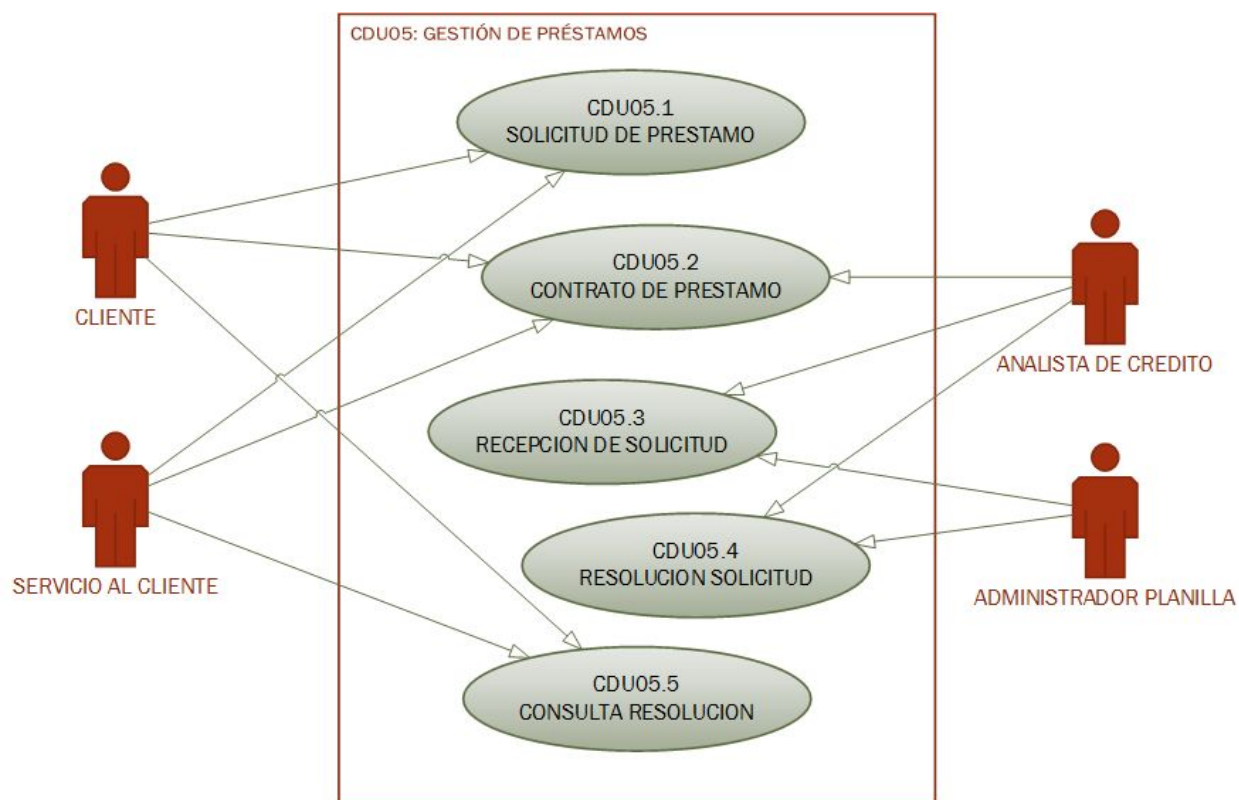 CDU05: GESTIÓN DE PRÉSTAMOS
CDU05.1
SOLICITUD DE PRESTAMO
CDU05.2
CONTRATO DE PRESTAMO
CLIENTE
ANALISTA DE CREDITO
CDU05.3
RECEPCION DE SOLICITUD
CDU05.4
RESOLUCION SOLICITUD
SERVICIO AL CLIENTE
ADMINISTRADOR PLANILLA
CDU05.5
CONSULTA RESOLUCION